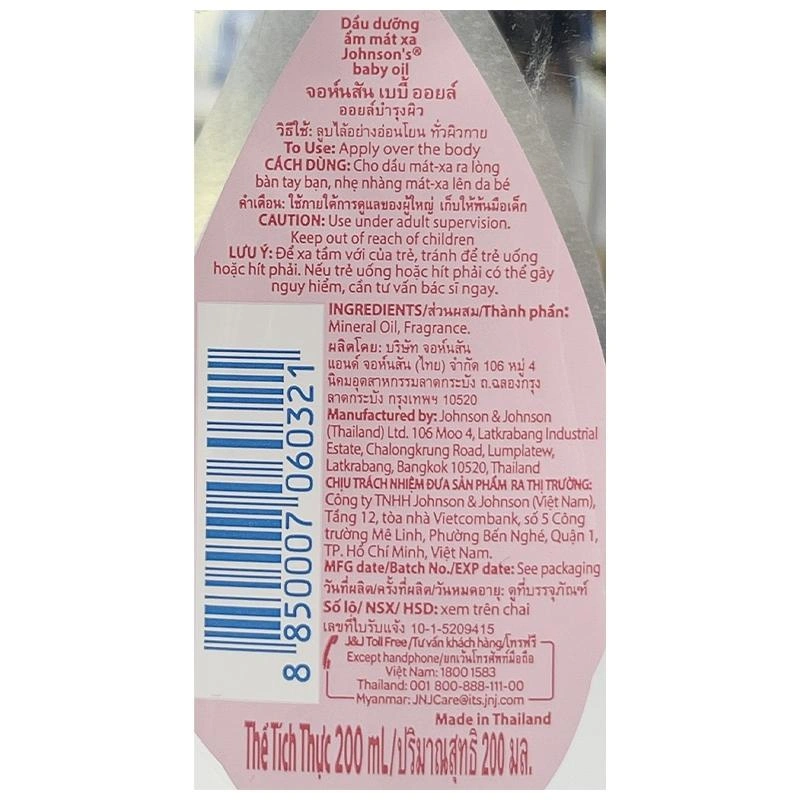 Dầu dưỡng
ẩm mát xa
Johnson's®
baby oil
จอห์นสัน เบบี้ ออยล์
ออยล์บำรุงผิว
วิธีใช้: ลูบไล้อย่างอ่อนโยน ทั่วผิวกาย
To Use: Apply over the body
CÁCH DÙNG: Cho dầu mát-xa ra lòng
bàn tay bạn, nhẹ nhàng mát-xa lên da bé
คำเตือน: ใช้ภายใต้การดูแลของผู้ใหญ่ เก็บให้พ้นมือเด็ก
CAUTION: Use under adult supervision.
Keep out of reach of children
LƯU Ý: Để xa tầm với của trẻ, tránh để trẻ uống
hoặc hít phải. Nếu trẻ uống hoặc hít phải có thể gây
nguy hiểm, cần tư vấn bác sĩ ngay.
INGREDIENTS/ส่วนผสม/Thành phần:
Mineral Oil, Fragrance.
ผลิตโดย: บริษัท จอห์นสัน
แอนด์ จอห์นสัน (ไทย) จำกัด 106 หมู่ 4
นิคมอุตสาหกรรมลาดกระบัง ถ.ฉลองกรุง
ลาดกระบัง กรุงเทพฯ 10520
Manufactured by: Johnson & Johnson
(Thailand) Ltd. 106 Moo 4, Latkrabang Industrial
Estate, Chalongkrung Road, Lumplatew,
Latkrabang, Bangkok 10520, Thailand
CHỊU TRÁCH NHIỆM ĐƯA SẢN PHẨM RA THỊ TRƯỜNG:
Công ty TNHH Johnson & Johnson (Việt Nam),
Tầng 12, tòa nhà Vietcombank, số 5 Công
trường Mê Linh, Phường Bến Nghé, Quận 1,
TP. Hồ Chí Minh, Việt Nam.
MFG date/Batch No./EXP date: See packaging
วันที่ผลิต/ครั้งที่ผลิต/วันหมดอายุ: ดูที่บรรจุภัณฑ์
Số lô/ NSX/ HSD: xem trên chai
เลขที่ใบรับแจ้ง 10-1-5209415
J&J Toll Free/Tư vấn khách hàng/โทรฟรี
Except handphone/ยกเว้นโทรศัพท์มือถือ
Việt Nam: 1800 1583
Thailand: 001 800-888-111-00
Myanmar: JNJCare@its.jnj.com
Made in Thailand
Thể Tích Thực 200 mL/ปริมาณสุทธิ 200 มล.
8 850007 060321